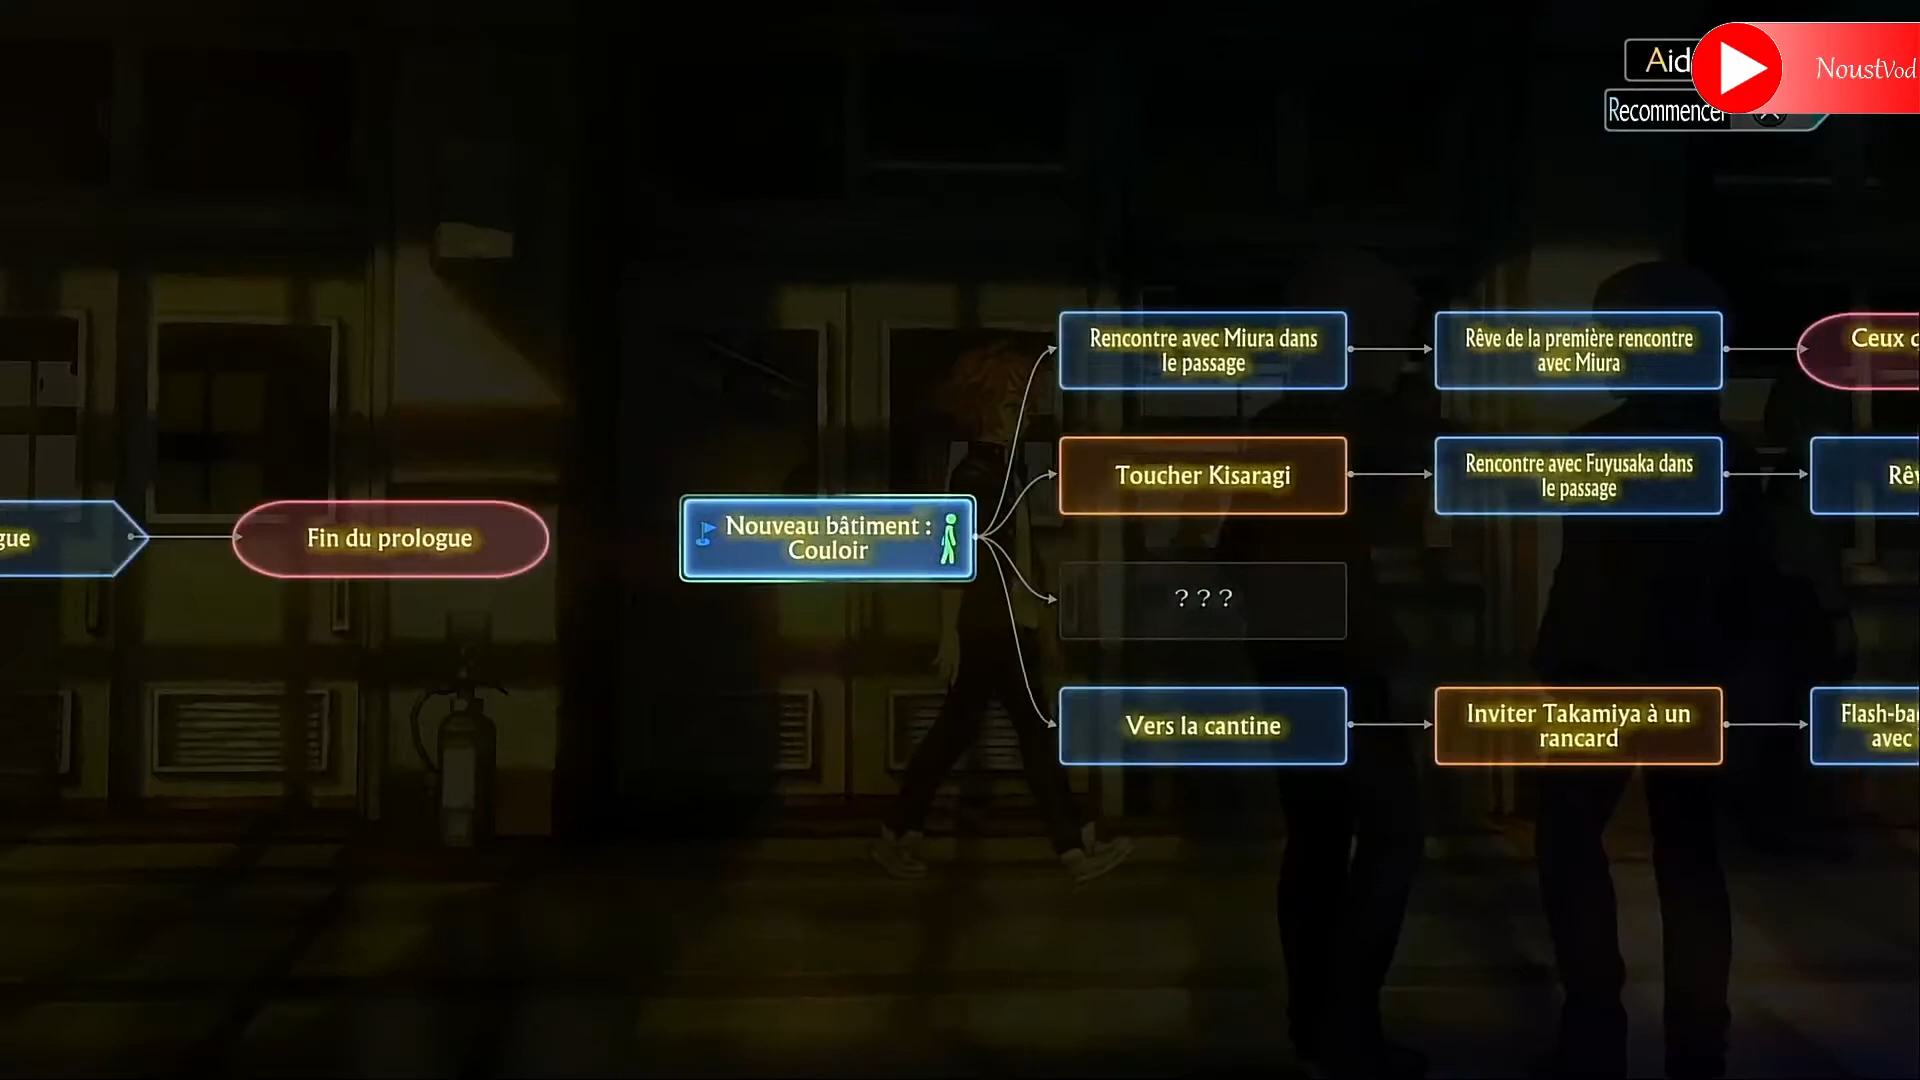 Aid
NoustVod
Recommencer
Rencontre avec Miura dans
le passage
Rêve de la première rencontre
avec Miura
Ceux
Toucher Kisaragi
Rencontre avec Fuyusaka dans
le passage
Rêv
gue
Fin du prologue
Nouveau bâtiment :
Couloir
? ? ?
Vers la cantine
Inviter Takamiya à un
rancard
Flash-ba
avec